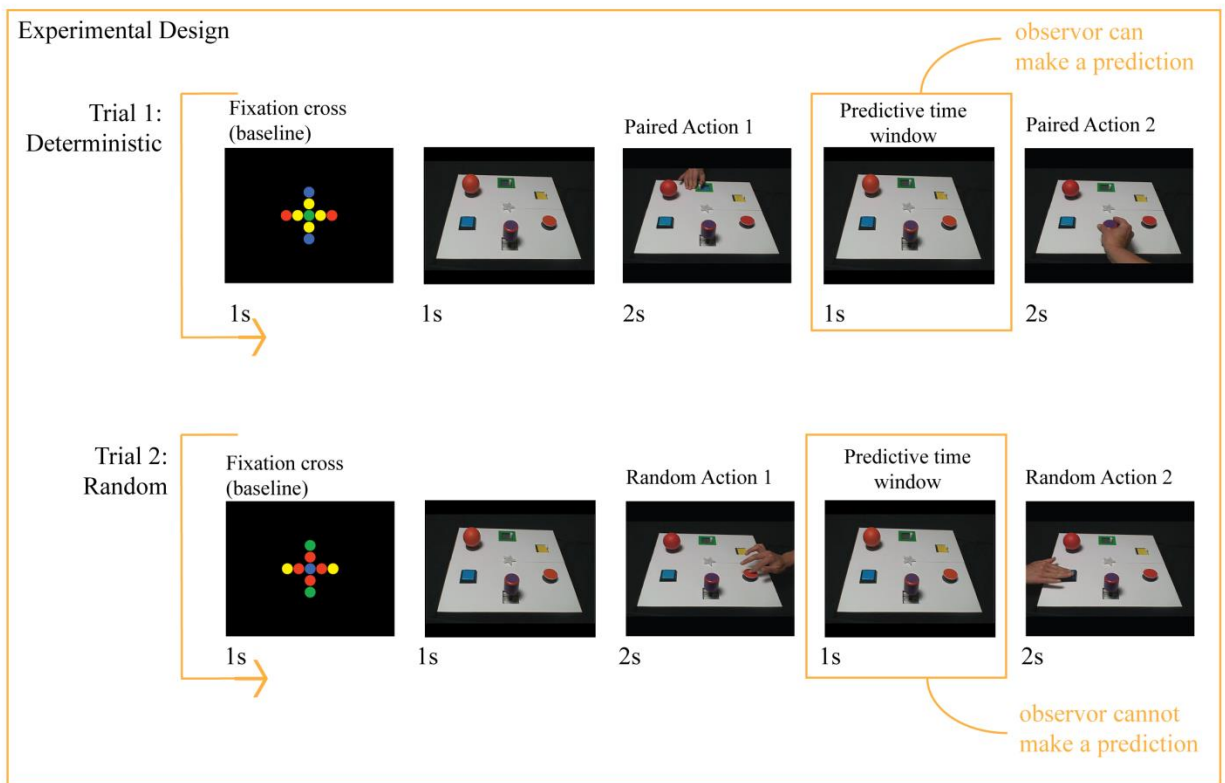 Experimental Design
observor can
make a prediction
Trial 1:
Deterministic
Fixation cross
(baseline)
Paired Action 1
Predictive time
window
Paired Action 2
1s
1s
2s
1s
2s
Trial 2:
Random
Fixation cross
(baseline)
Random Action 1
Predictive time
window
Random Action 2
1s
1s
2s
1s
2s
observor cannot
make a prediction